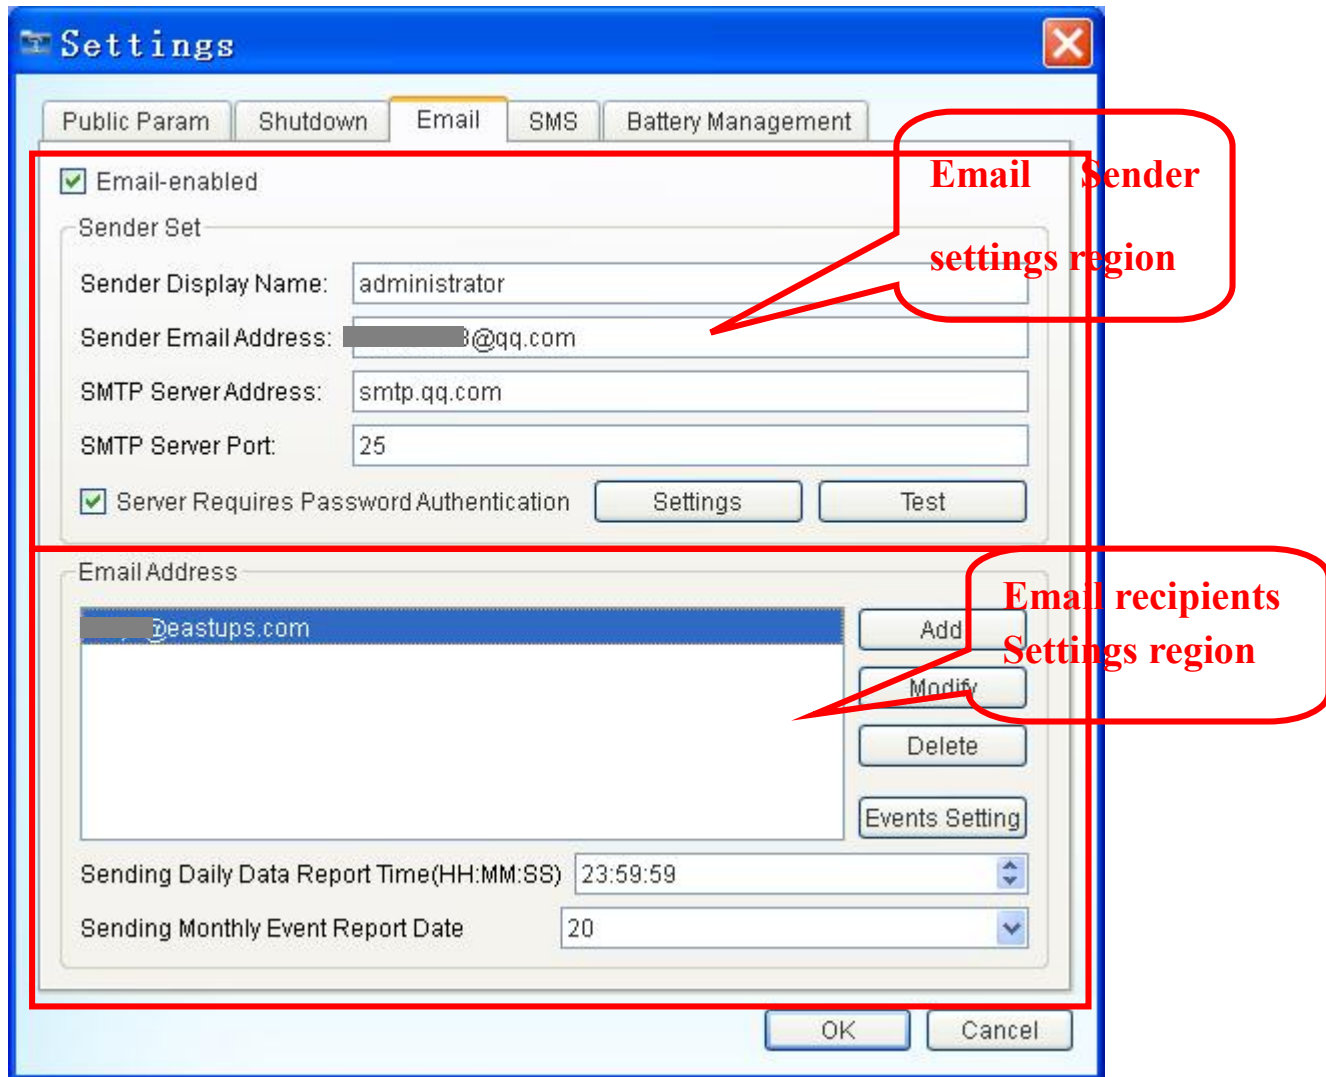 Settings
Public Param Shutdown Email SMS Battery Management
Email-enabled
Email Sender
settings region
Sender Set
Sender Display Name: administrator
Sender Email Address: @qq.com
SMTP Server Address: smtp.qq.com
SMTP Server Port: 25
Server Requires Password Authentication Settings Test
Email Address
@eastups.com
Add
Email recipients
Settings region
Modify
Delete
Events Setting
Sending Daily Data Report Time(HH:MM:SS) 23:59:59
Sending Monthly Event Report Date 20
OK Cancel